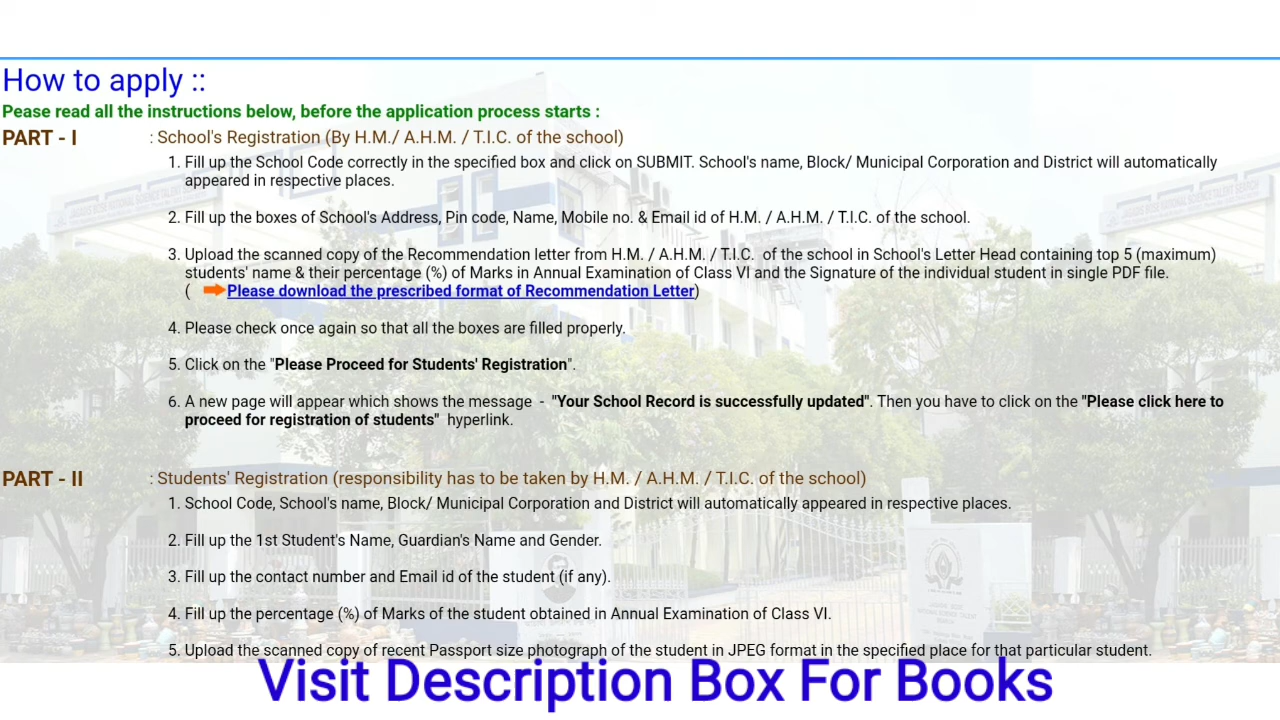 How to apply ::
Pease read all the instructions below, before the application process starts :
PART - I : School's Registration (By H.M./ A.H.M. / T.I.C. of the school)
1. Fill up the School Code correctly in the specified box and click on SUBMIT. School's name, Block/ Municipal Corporation and District will automatically
appeared in respective places.
2. Fill up the boxes of School's Address, Pin code, Name, Mobile no. & Email id of H.M. / A.H.M. / T.I.C. of the school.
3. Upload the scanned copy of the Recommendation letter from H.M. / A.H.M. / T.I.C. of the school in School's Letter Head containing top 5 (maximum)
students' name & their percentage (%) of Marks in Annual Examination of Class VI and the Signature of the individual student in single PDF file.
( Please download the prescribed format of Recommendation Letter)
4. Please check once again so that all the boxes are filled properly.
5. Click on the "Please Proceed for Students' Registration".
6. A new page will appear which shows the message - "Your School Record is successfully updated". Then you have to click on the "Please click here to
proceed for registration of students" hyperlink.
PART - II : Students' Registration (responsibility has to be taken by H.M. / A.H.M. / T.I.C. of the school)
1. School Code, School's name, Block/ Municipal Corporation and District will automatically appeared in respective places.
2. Fill up the 1st Student's Name, Guardian's Name and Gender.
3. Fill up the contact number and Email id of the student (if any).
4. Fill up the percentage (%) of Marks of the student obtained in Annual Examination of Class VI.
5. Upload the scanned copy of recent Passport size photograph of the student in JPEG format in the specified place for that particular student.
Visit Description Box For Books